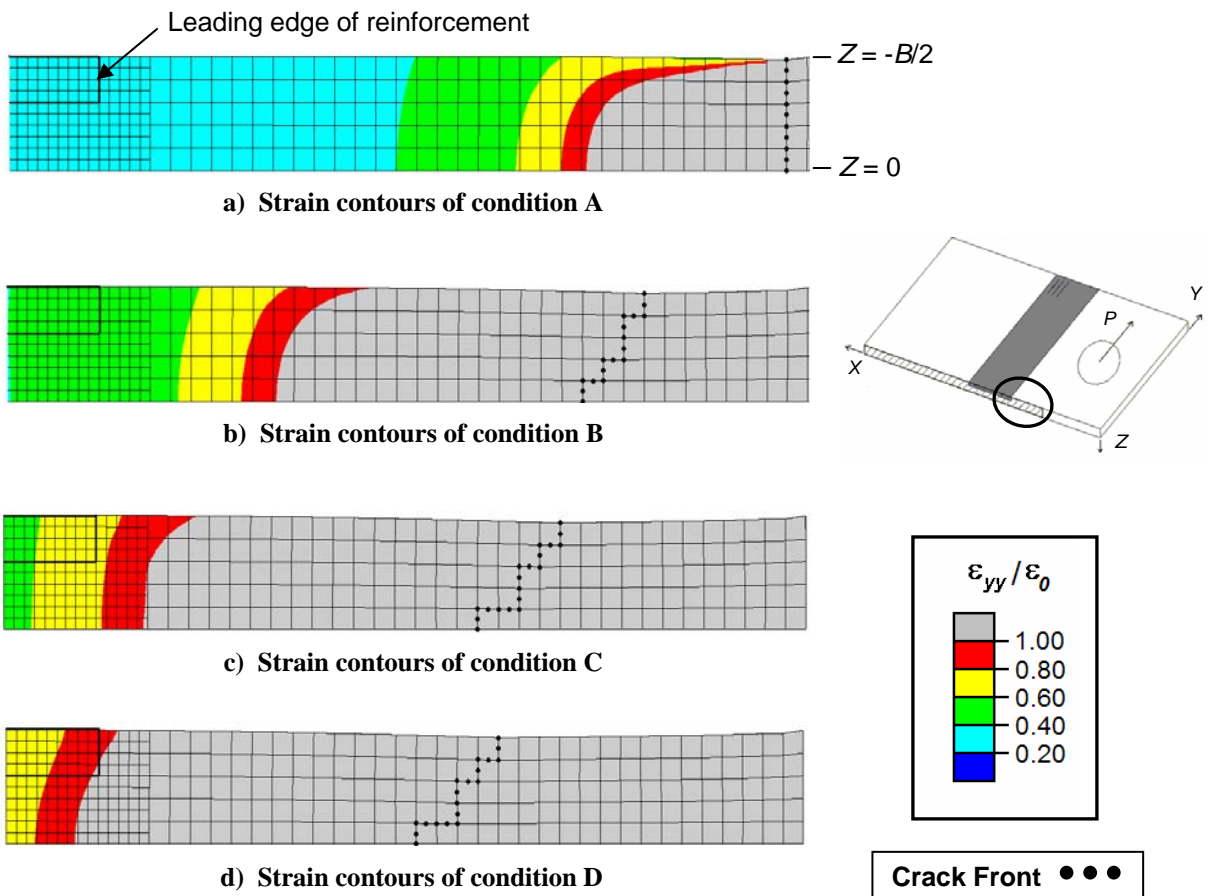 Leading edge of reinforcement
Z = -B/2
Z = 0
a) Strain contours of condition A
b) Strain contours of condition B
X
P
Y
Z
c) Strain contours of condition C
d) Strain contours of condition D
εyy/ε0
1.00
0.80
0.60
0.40
0.20
Crack Front